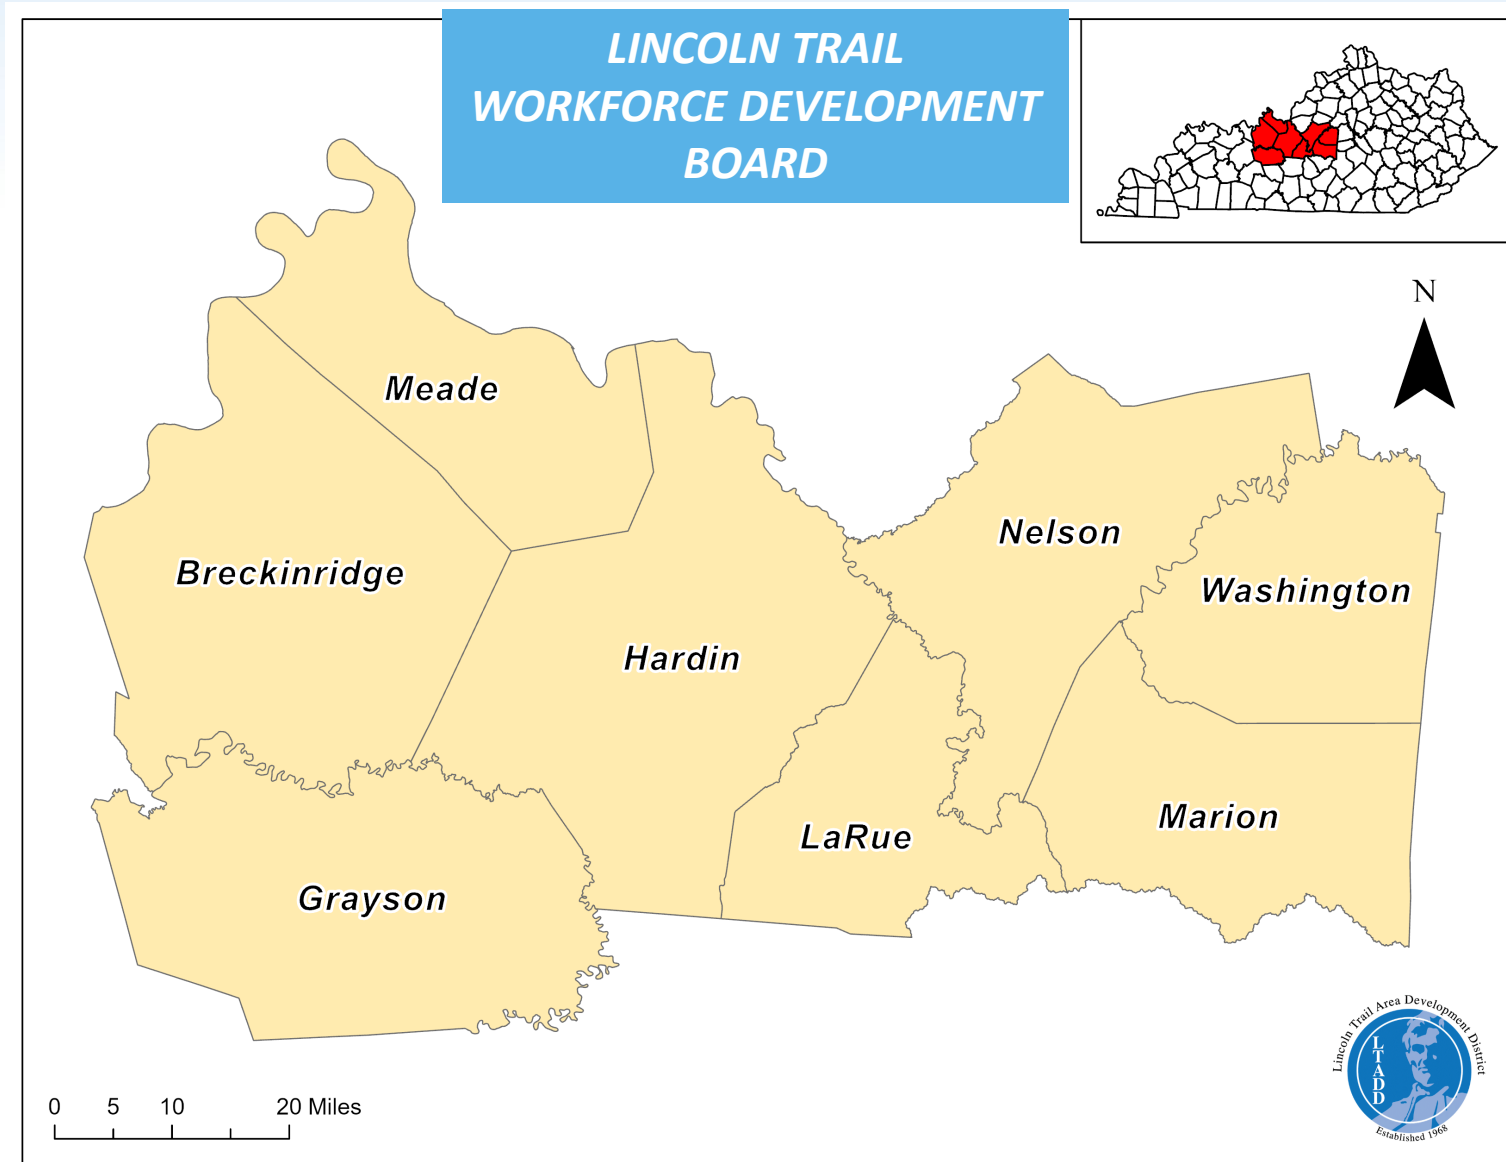 LINCOLN TRAIL
WORKFORCE DEVELOPMENT
BOARD
N
Meade
Breckinridge
Hardin
Nelson
Washington
LaRue
Marion
Grayson
0 5 10 20 Miles
Lincoln Trail Area Development District
LTADD
Established 1968